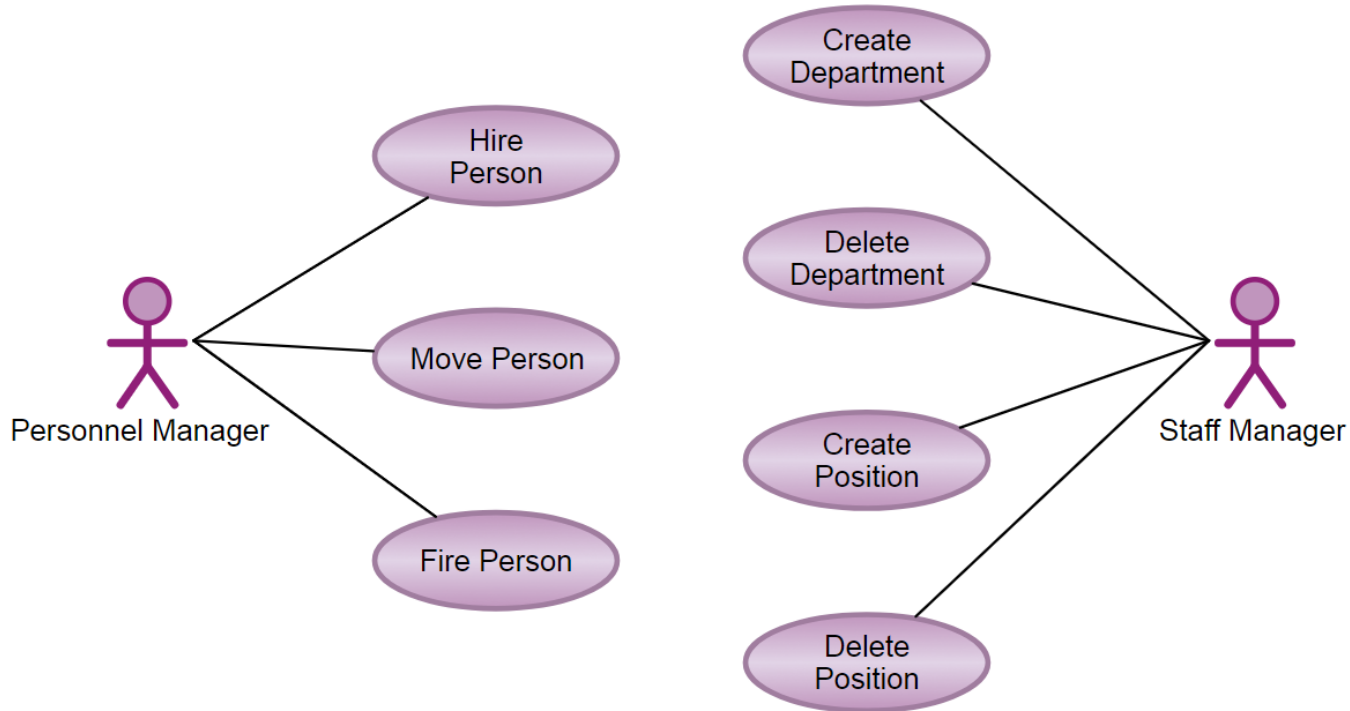 Create
Department
Hire
Person
Delete
Department
Move Person
Personnel Manager
Staff Manager
Create
Position
Fire Person
Delete
Position